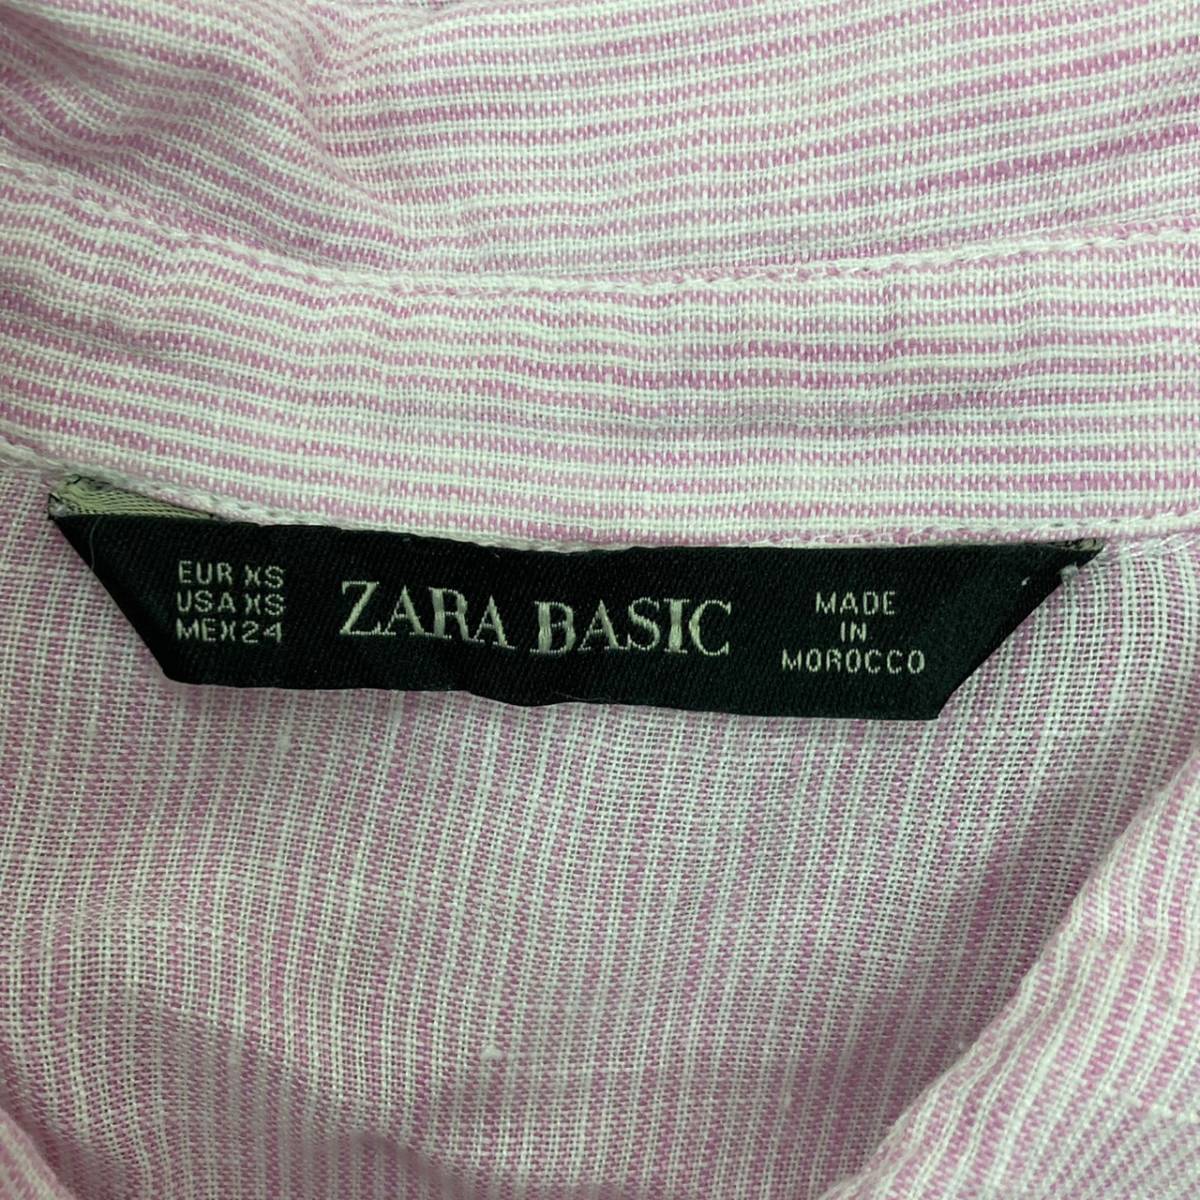 EUR XS
USA XS
MEX 24
ZARA BASIC
MADE
IN
MOROCCO